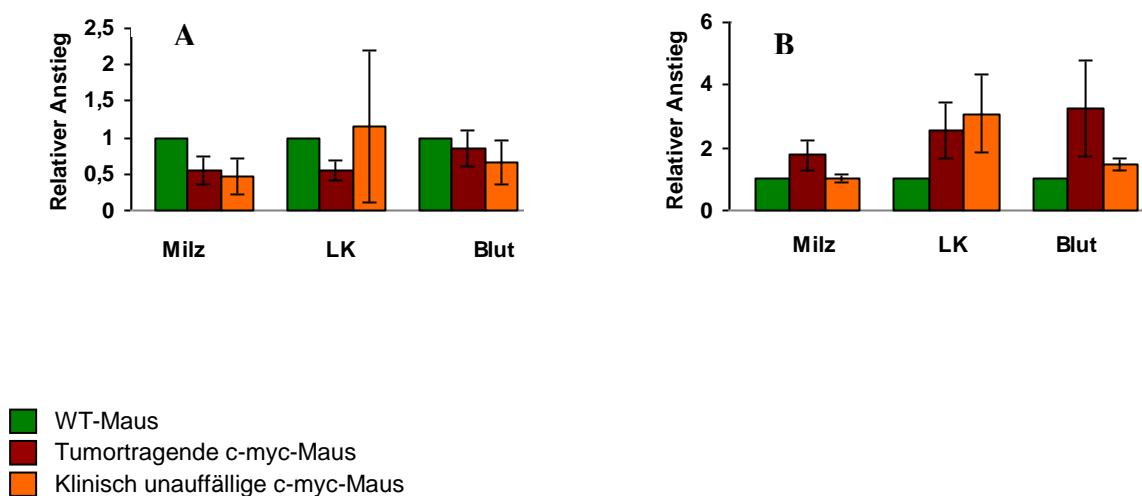 A
Relativer Anstieg
2,5
2
1,5
1
0,5
0
Milz LK Blut
B
Relativer Anstieg
6
4
2
0
Milz LK Blut
WT-Maus
Tumortragende c-myc-Maus
Klinisch unauffällige c-myc-Maus